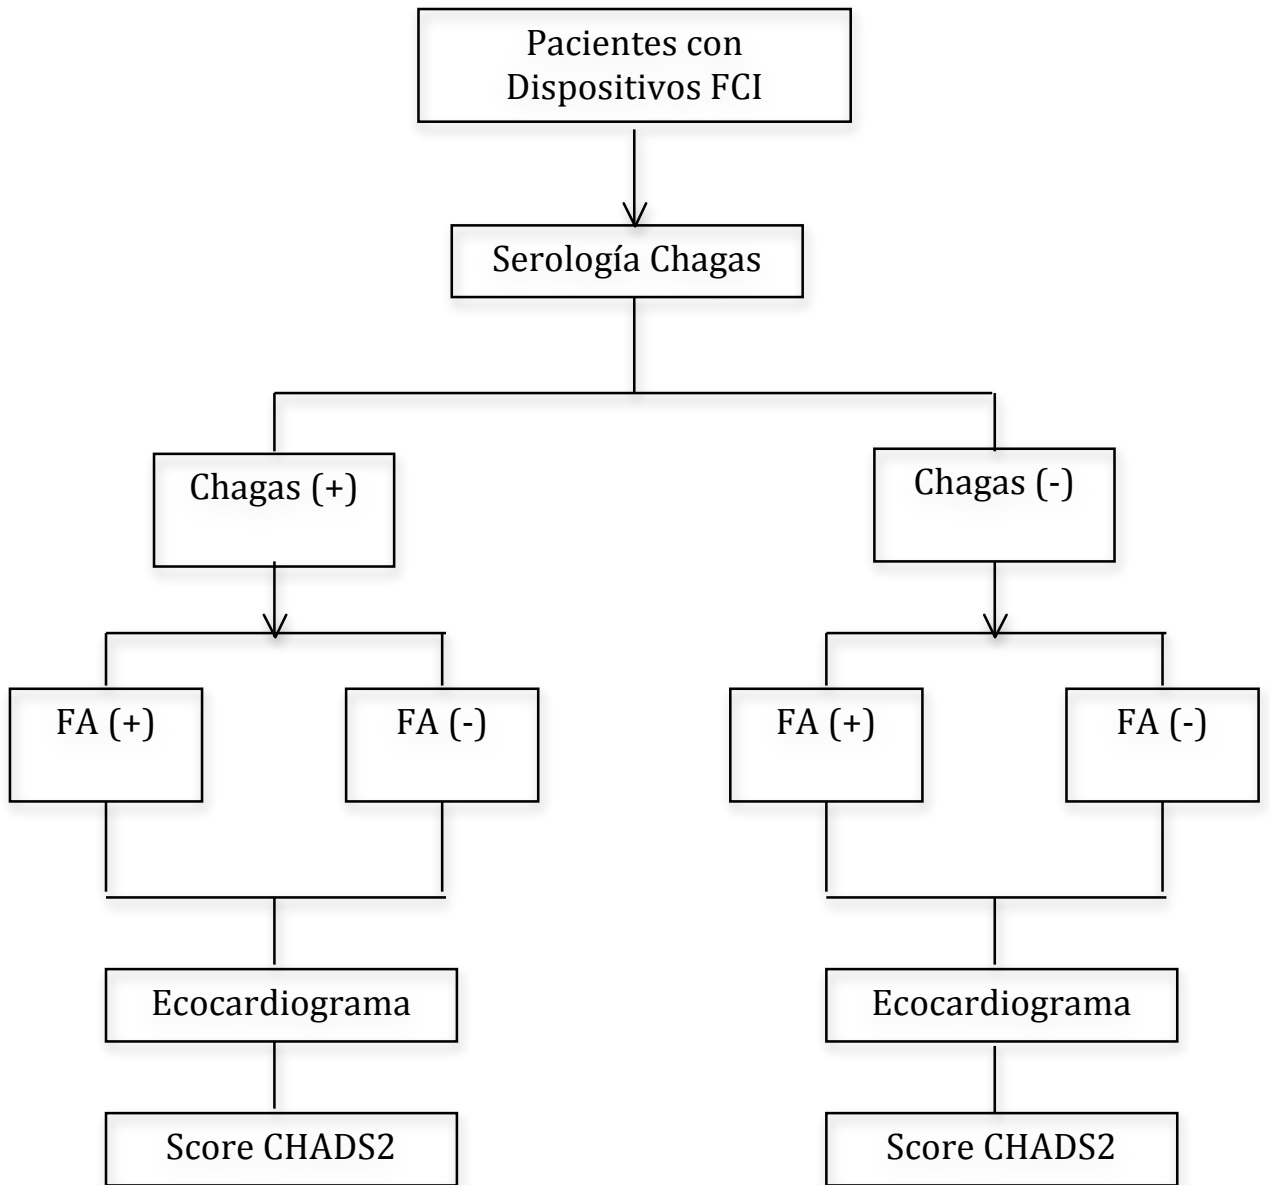 Pacientes con
Dispositivos FCI
Serología Chagas
Chagas (+)
Chagas (-)
FA (+)
FA (-)
FA (+)
FA (-)
Ecocardiograma
Ecocardiograma
Score CHADS2
Score CHADS2